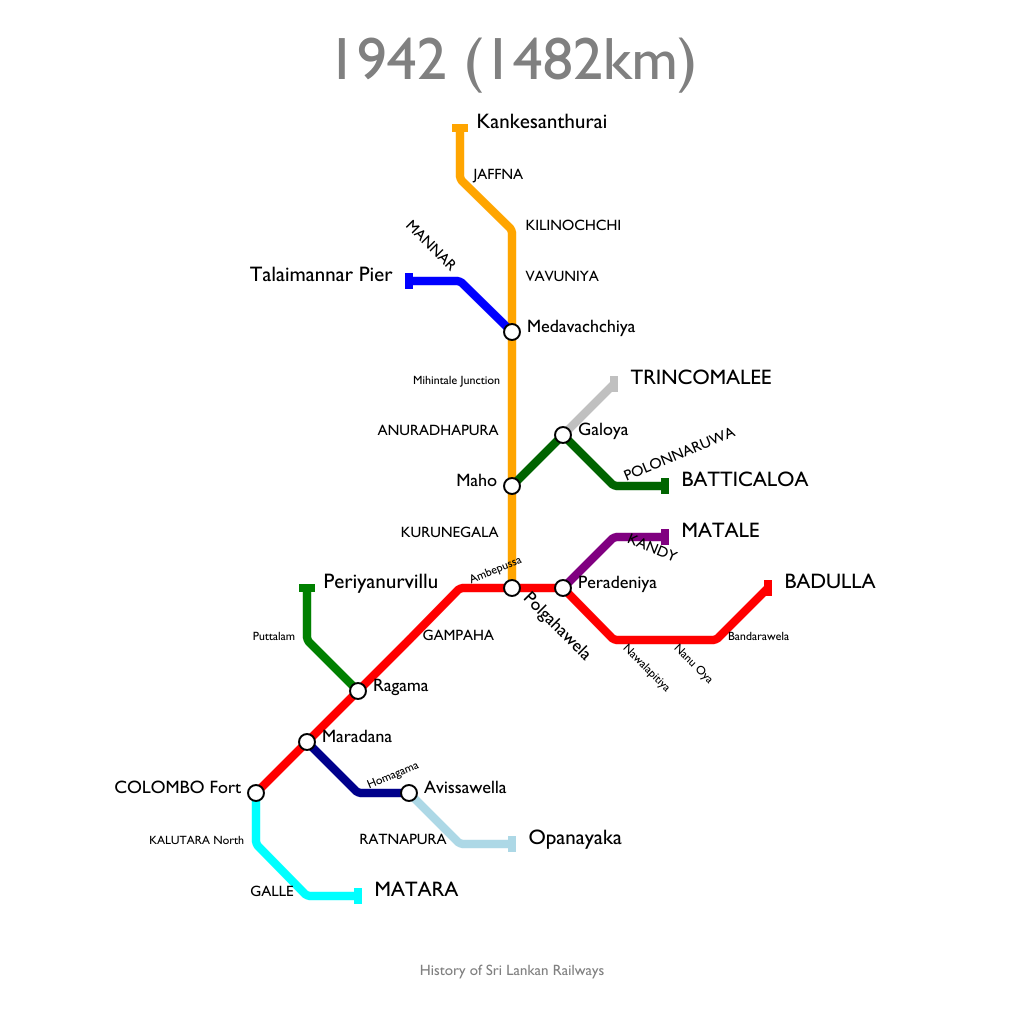 1942 (1482km)
Kankesanthurai
JAFFNA
KILINOCHCHI
MANNAR
Talaimannar Pier
VAVUNIYA
Medavachchiya
Mihintale Junction
TRINCOMALEE
ANURADHAPURA
Galoya
POLONNARUWA
Maho
BATTICALOA
KURUNEGALA
MATALE
KANDY
Ambepussa
Periyanurvillu
Peradeniya
BADULLA
Polgahawela
Puttalam
GAMPAHA
Bandarawela
Nawalapitiya
Nanu Oya
Ragama
Maradana
Homagama
COLOMBO Fort
Avissawella
KALUTARA North
RATNAPURA
Opanayaka
GALLE
MATARA
History of Sri Lankan Railways